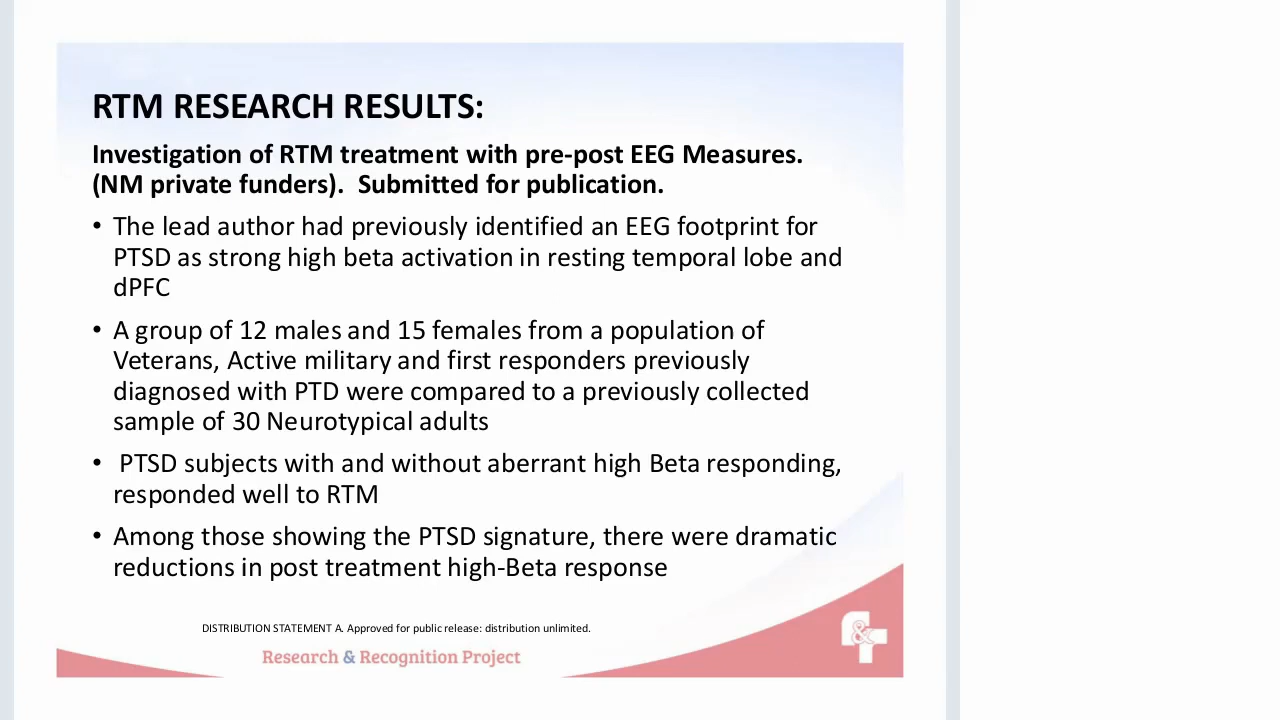 RTM RESEARCH RESULTS:
Investigation of RTM treatment with pre-post EEG Measures.
(NM private funders).  Submitted for publication.
• The lead author had previously identified an EEG footprint for
PTSD as strong high beta activation in resting temporal lobe and
dPFC
• A group of 12 males and 15 females from a population of
Veterans, Active military and first responders previously
diagnosed with PTD were compared to a previously collected
sample of 30 Neurotypical adults
• PTSD subjects with and without aberrant high Beta responding,
responded well to RTM
• Among those showing the PTSD signature, there were dramatic
reductions in post treatment high-Beta response
DISTRIBUTION STATEMENT A. Approved for public release: distribution unlimited.
Research & Recognition Project
&